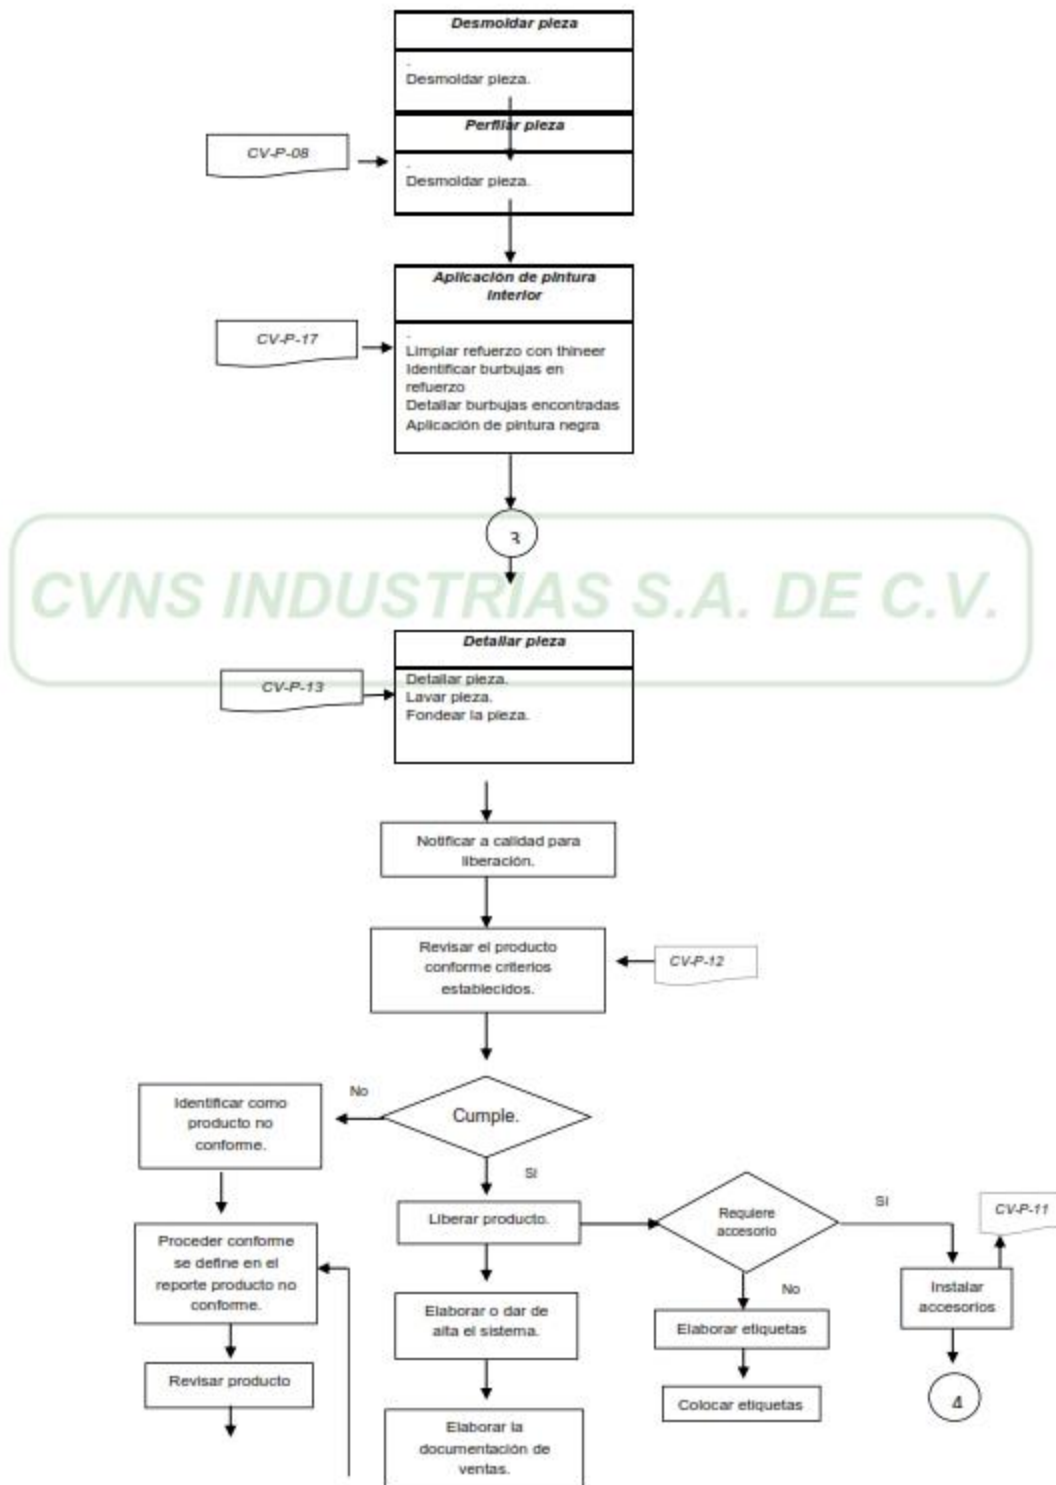 Desmoldar pieza
.
Desmoldar pieza.
Perfilar pieza
CV-P-08
.
Desmoldar pieza.
Aplicación de pintura
interior
CV-P-17
.
Limpiar refuerzo con thineer
Identificar burbujas en
refuerzo
Detallar burbujas encontradas
Aplicación de pintura negra
3
CVNS INDUSTRIAS S.A. DE C.V.
Detallar pieza
CV-P-13
Detallar pieza.
Lavar pieza.
Fondear la pieza.
Notificar a calidad para
liberación.
Revisar el producto
conforme criterios
establecidos.
CV-P-12
Cumple.
No
Identificar como
producto no
conforme.
Si
Liberar producto.
Requiere
accesorio
Si
CV-P-11
Proceder conforme
se define en el
reporte producto no
conforme.
No
Instalar
accesorios
Elaborar o dar de
alta el sistema.
Elaborar etiquetas
Revisar producto
Colocar etiquetas
4
Elaborar la
documentación de
ventas.